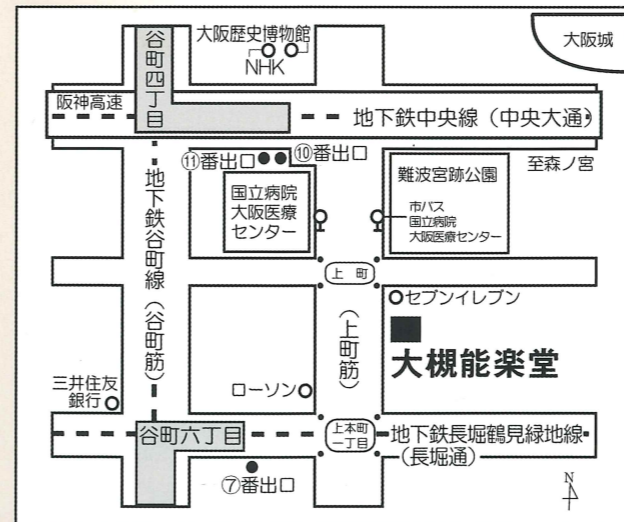 大阪歴史博物館
NHK
大阪城
谷町四丁目
阪神高速
地下鉄中央線（中央大通）
⑪番出口
⑩番出口
至森ノ宮
国立病院
大阪医療
センター
難波宮跡公園
市バス
国立病院
大阪医療センター
地下鉄谷町線（谷町筋）
上町
セブンイレブン
（上町筋）
大槻能楽堂
三井住友
銀行
ローソン
谷町六丁目
上本町
一丁目
地下鉄長堀鶴見緑地線
（長堀通）
⑦番出口
N